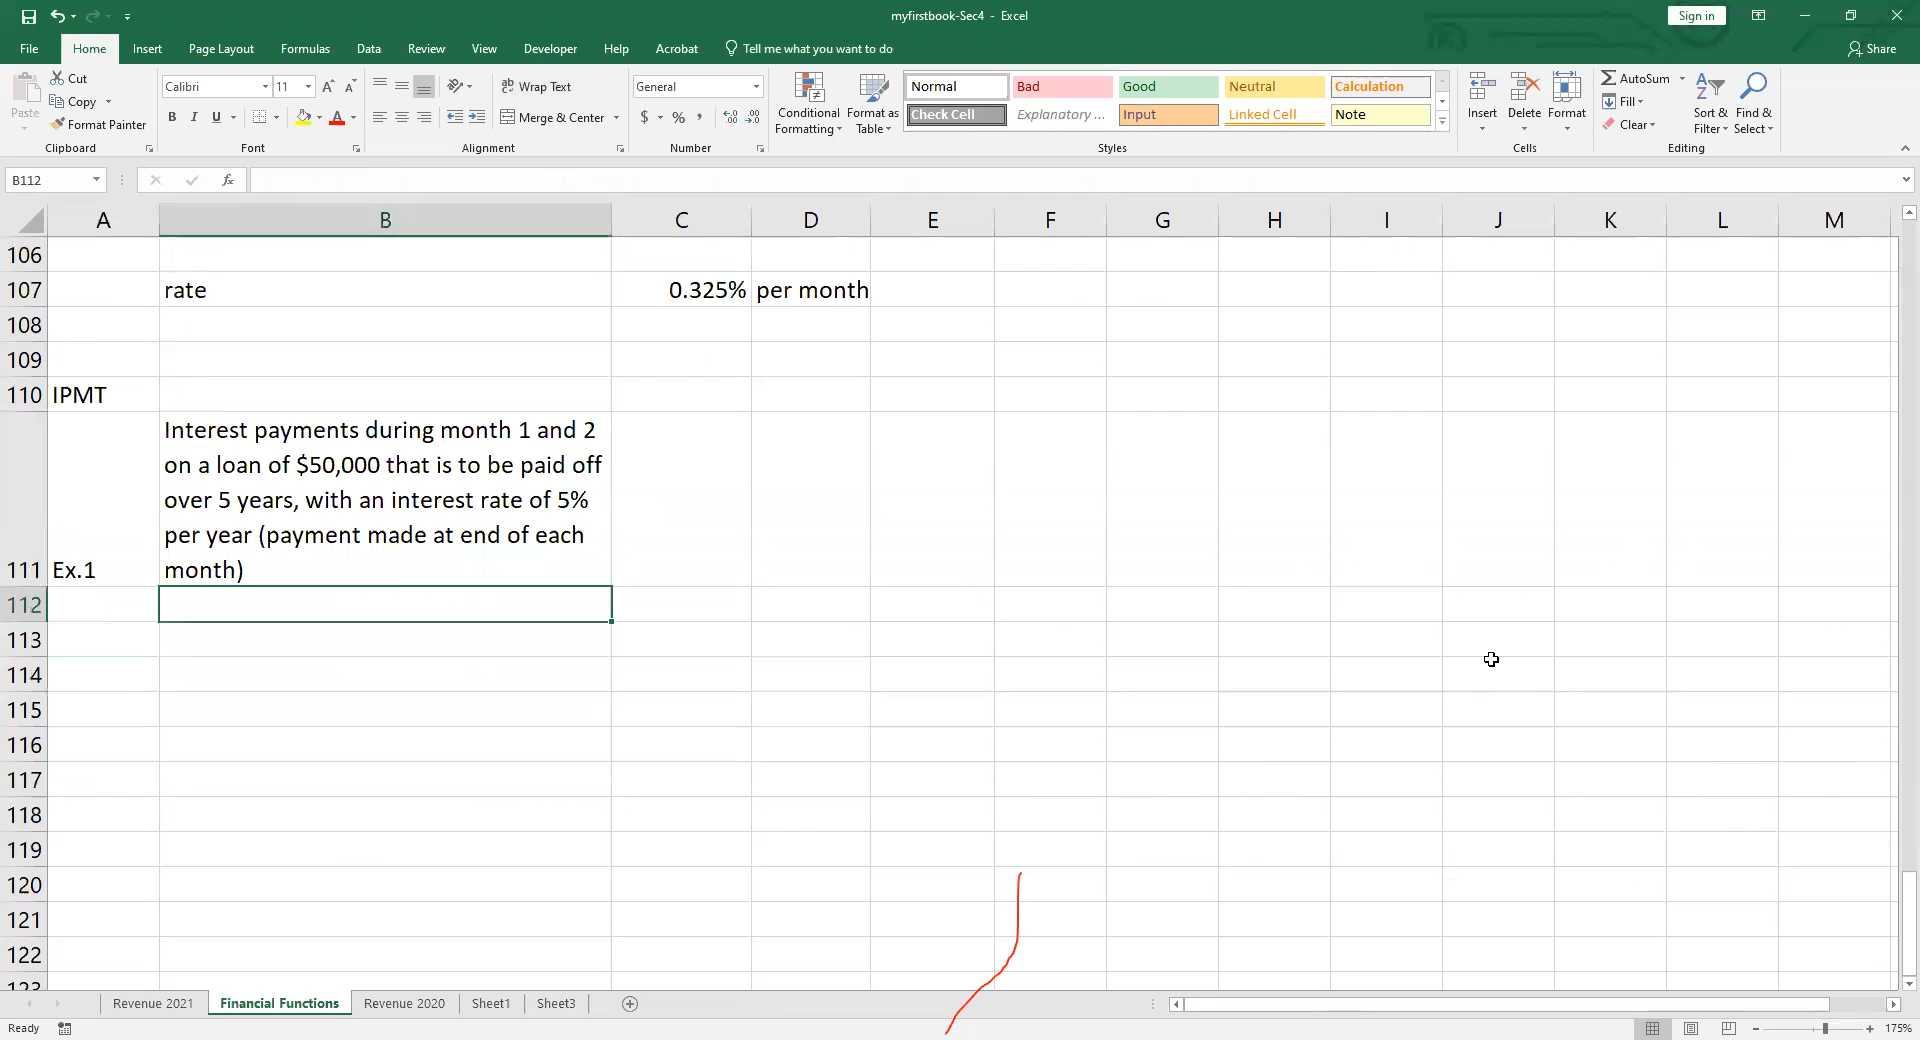 myfirstbook-Sec4 - Excel
Sign in
File Home Insert Page Layout Formulas Data Review View Developer Help Acrobat Tell me what you want to do
Share
Paste
Cut
Copy
Format Painter
Clipboard
Calibri 11
B I U
Font
Wrap Text
Merge & Center
Alignment
General
$ % ,
Number
Conditional Formatting
Format as Table
Normal Bad Good Neutral Calculation
Check Cell Explanatory ... Input Linked Cell Note
Styles
Insert Delete Format
Cells
AutoSum
Fill
Clear
Sort & Filter
Find & Select
Editing
B112
fx
A B C D E F G H I J K L M
106
107 rate 0.325% per month
108
109
110 IPMT
Interest payments during month 1 and 2
on a loan of $50,000 that is to be paid off
over 5 years, with an interest rate of 5%
per year (payment made at end of each
111 Ex.1 month)
112
113
114
115
116
117
118
119
120
121
122
123
Revenue 2021 Financial Functions Revenue 2020 Sheet1 Sheet3
Ready
175%